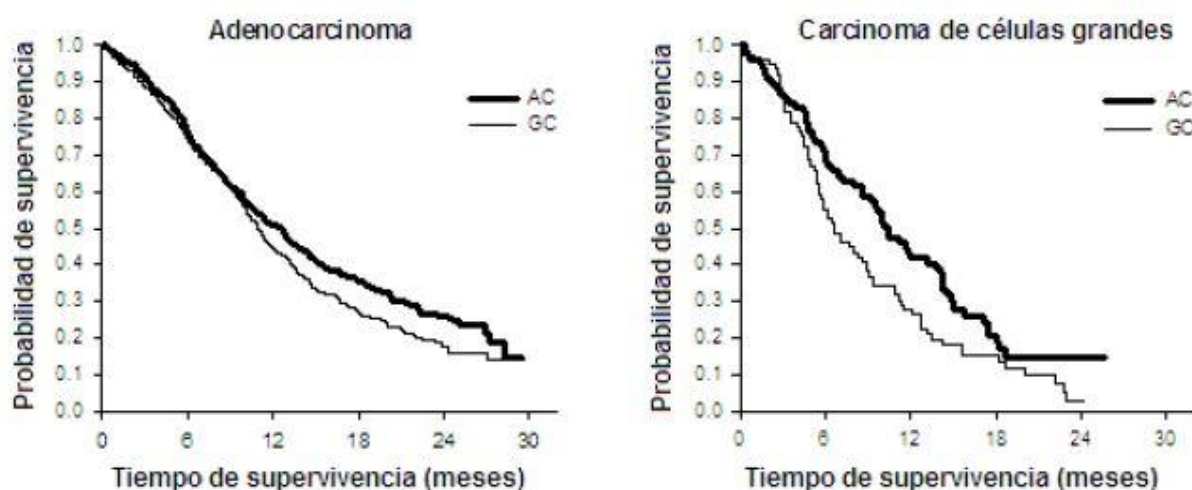 Adenocarcinoma
Probabilidad de supervivencia
1.0
0.9
0.8
0.7
0.6
0.5
0.4
0.3
0.2
0.1
0.0
AC
GC
0 6 12 18 24 30
Tiempo de supervivencia (meses)
Carcinoma de células grandes
Probabilidad de supervivencia
1.0
0.9
0.8
0.7
0.6
0.5
0.4
0.3
0.2
0.1
0.0
AC
GC
0 6 12 18 24 30
Tiempo de supervivencia (meses)